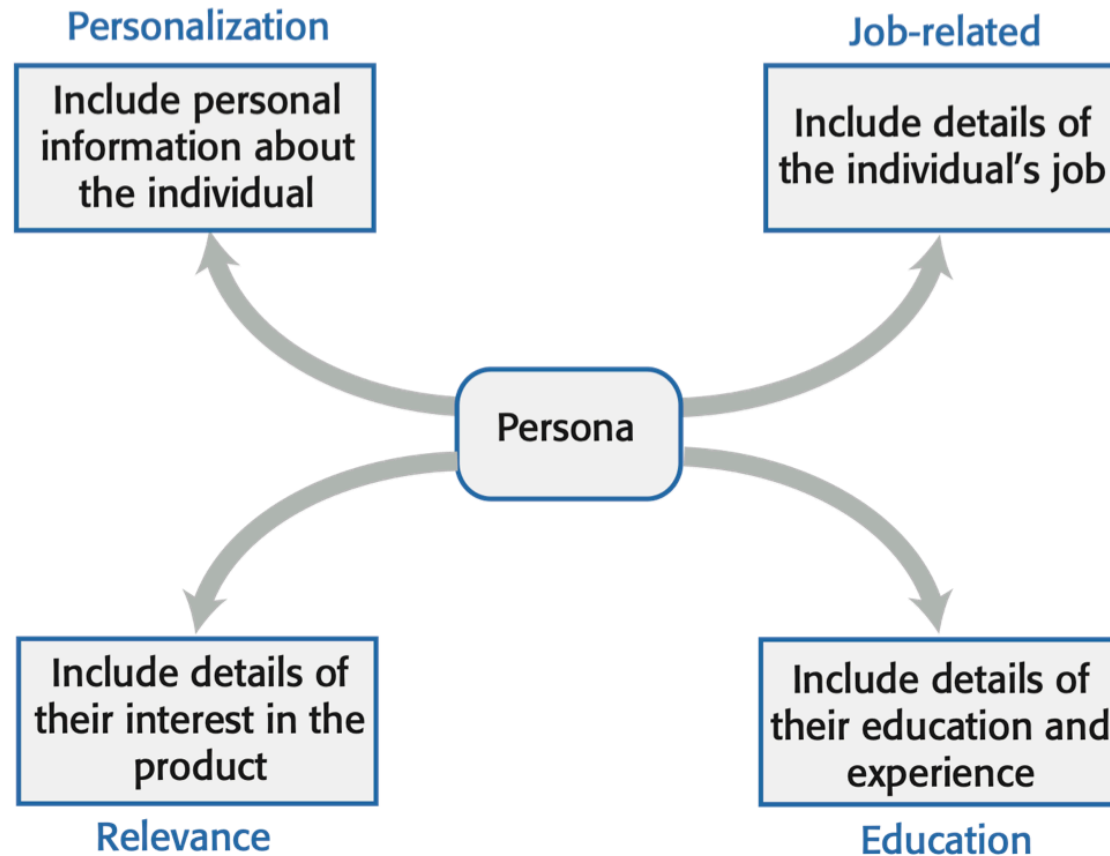 Personalization
Include personal
information about
the individual
Job-related
Include details of
the individual's job
Persona
Include details of
their interest in the
product
Relevance
Include details of
their education and
experience
Education